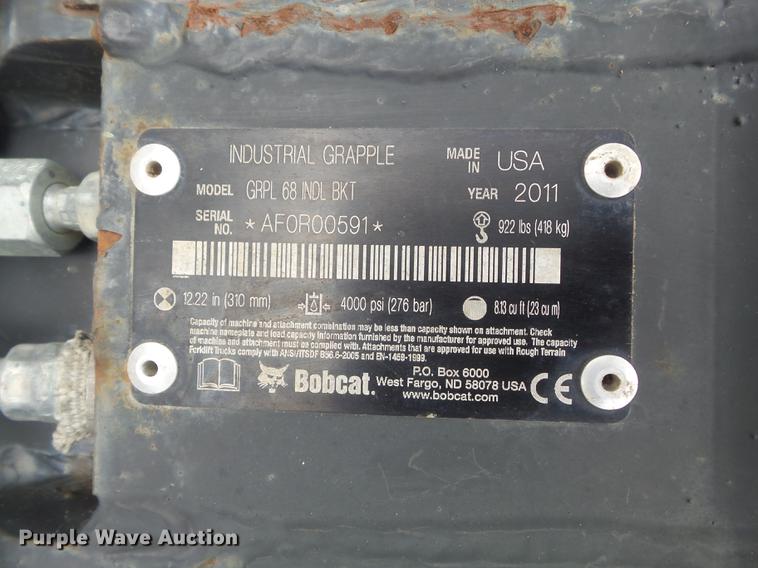 INDUSTRIAL GRAPPLE MADE IN USA
MODEL GRPL 68 INDL BKT YEAR 2011
SERIAL NO. *AF0R00591* 922 lbs (418 kg)
12.22 in (310 mm) 4000 psi (276 bar) 8.13 cu ft (.23 cu m)
Capacity of machine and attachment combination may be less than capacity shown on attachment. Check
machine nameplate and load capacity information furnished by the manufacturer for approved use. The capacity
of machine and attachment must be complied with. Attachments that are approved for use with Rough Terrain
Forklift Trucks comply with ANSI/ITSDF B56.6-2005 and EN-1459-1999.
Bobcat.
P.O. Box 6000
West Fargo, ND 58078 USA
www.bobcat.com
CE
Purple Wave Auction